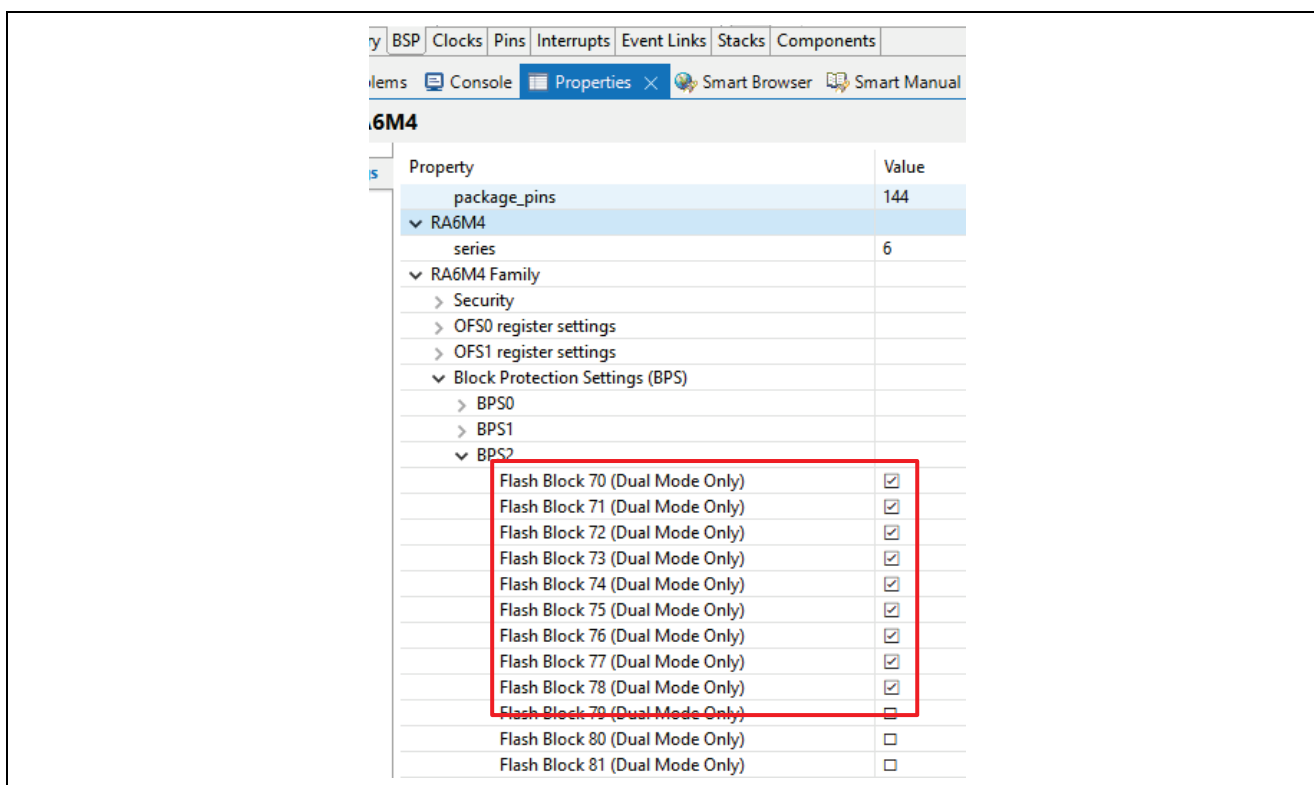 ry BSP Clocks Pins Interrupts Event Links Stacks Components
blems Console Properties Smart Browser Smart Manual
A6M4
gs
Property Value
package_pins 144
RA6M4
series 6
RA6M4 Family
Security
OFS0 register settings
OFS1 register settings
Block Protection Settings (BPS)
BPS0
BPS1
BPS2
Flash Block 70 (Dual Mode Only)
Flash Block 71 (Dual Mode Only)
Flash Block 72 (Dual Mode Only)
Flash Block 73 (Dual Mode Only)
Flash Block 74 (Dual Mode Only)
Flash Block 75 (Dual Mode Only)
Flash Block 76 (Dual Mode Only)
Flash Block 77 (Dual Mode Only)
Flash Block 78 (Dual Mode Only)
Flash Block 79 (Dual Mode Only)
Flash Block 80 (Dual Mode Only)
Flash Block 81 (Dual Mode Only)